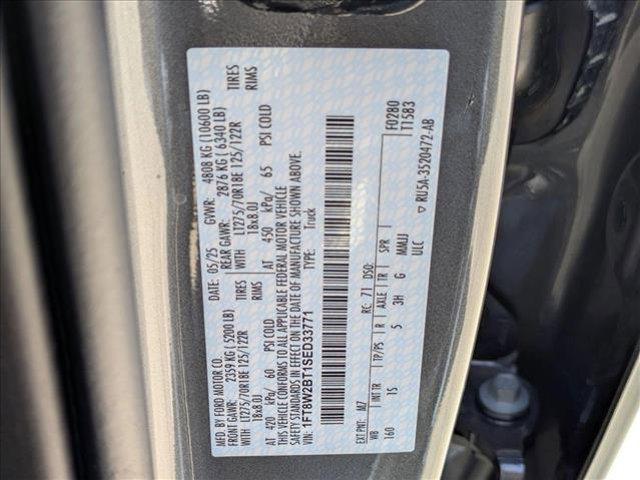 MFD. BY FORD MOTOR CO.
DATE: 05/25 GVWR: 4808 KG (10600 LB)
FRONT GAWR: 2359 KG ( 5200 LB) REAR GAWR: 2876 KG ( 6340 LB)
WITH LT275/70R18E 125/122R TIRES WITH LT275/70R18E 125/122R TIRES
18x8.0J RIMS 18x8.0J RIMS
AT 420 kPa/ 60 PSI COLD AT 450 kPa/ 65 PSI COLD
THIS VEHICLE CONFORMS TO ALL APPLICABLE FEDERAL MOTOR VEHICLE
SAFETY STANDARDS IN EFFECT ON THE DATE OF MANUFACTURE SHOWN ABOVE.
VIN: 1FT8W2BT1SED33771 TYPE: Truck
FD280
TT1583
EXT PNT: M7 RC: 71 DSO:
WB INT TR TP/PS R AXLE TR SPR
160 1S 5 3H G MMUJ
ULC RU5A-3520472-AB